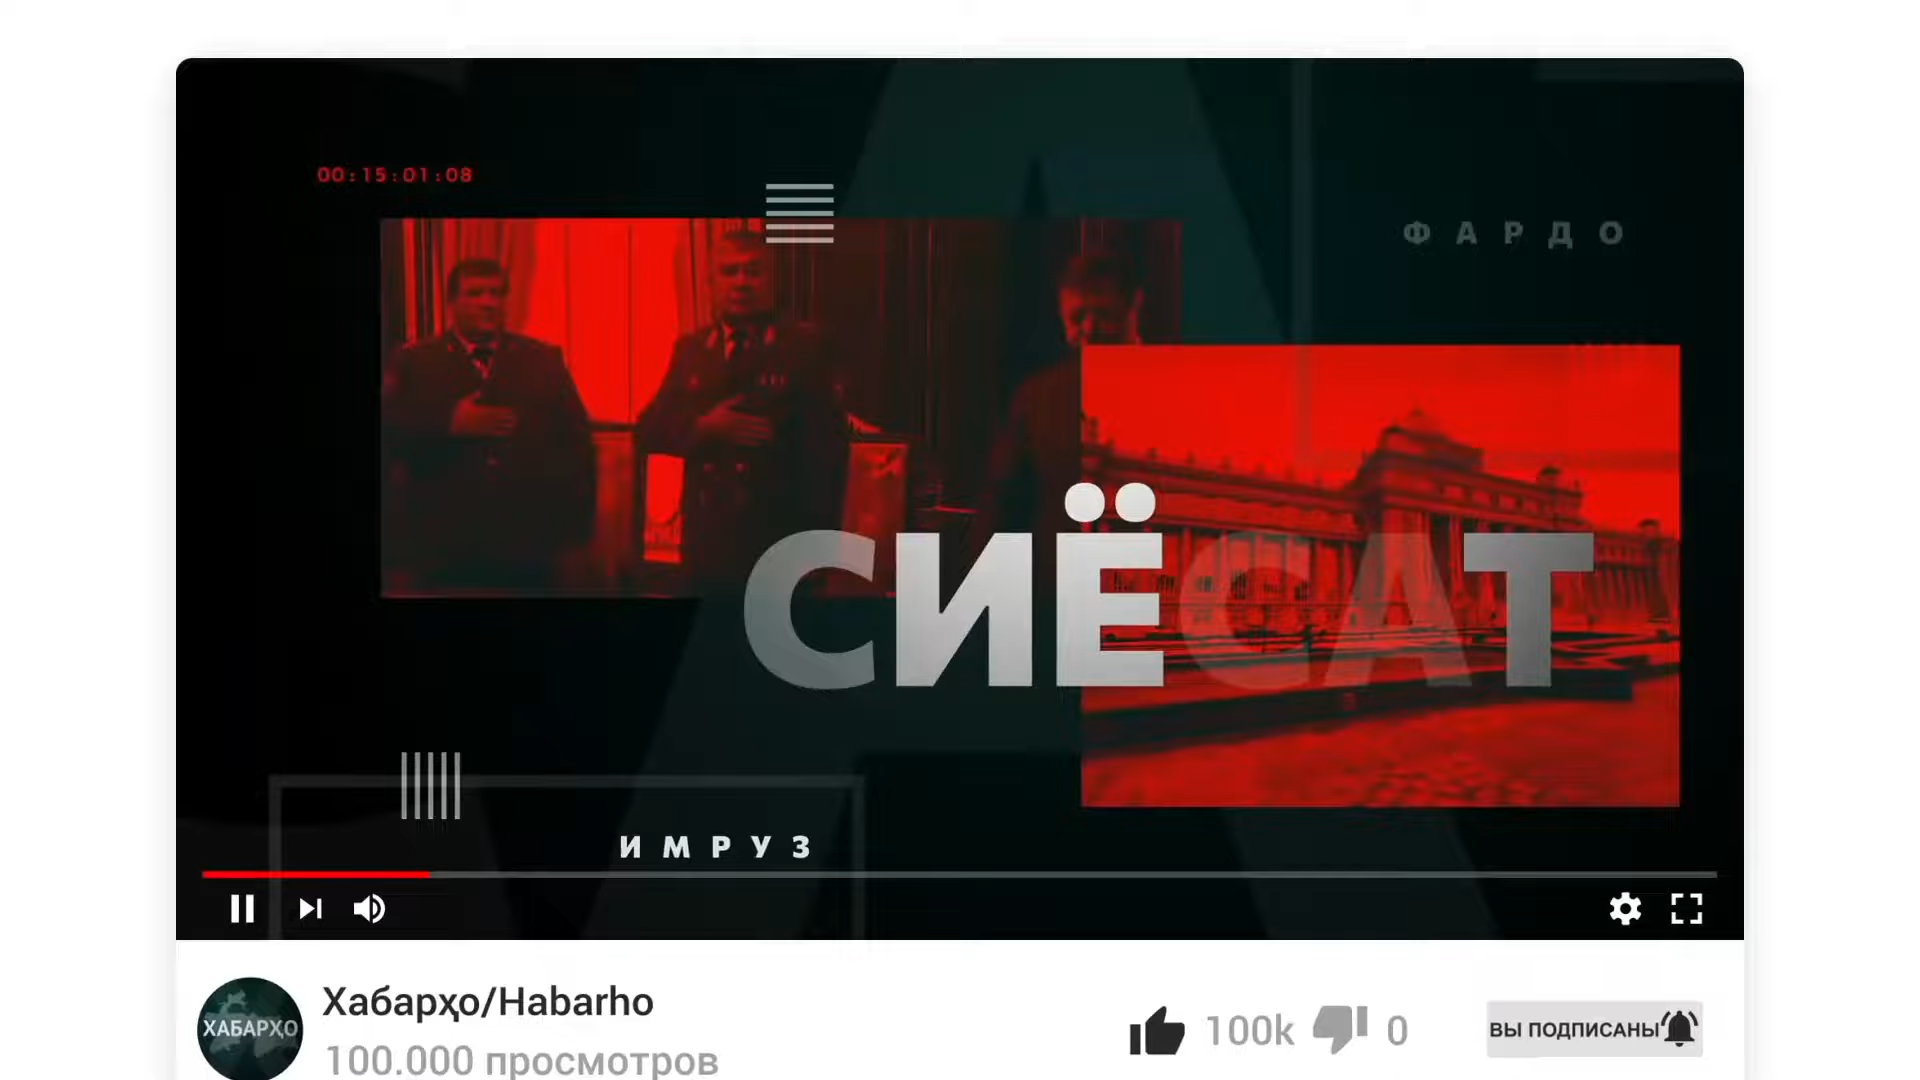 00:15:01:08
ФАРДО
СИЁСАТ
ИМРУЗ
ХАБАРҲО
Хабарҳо/Habarho
100k
0
ВЫ ПОДПИСАНЫ
100.000 просмотров